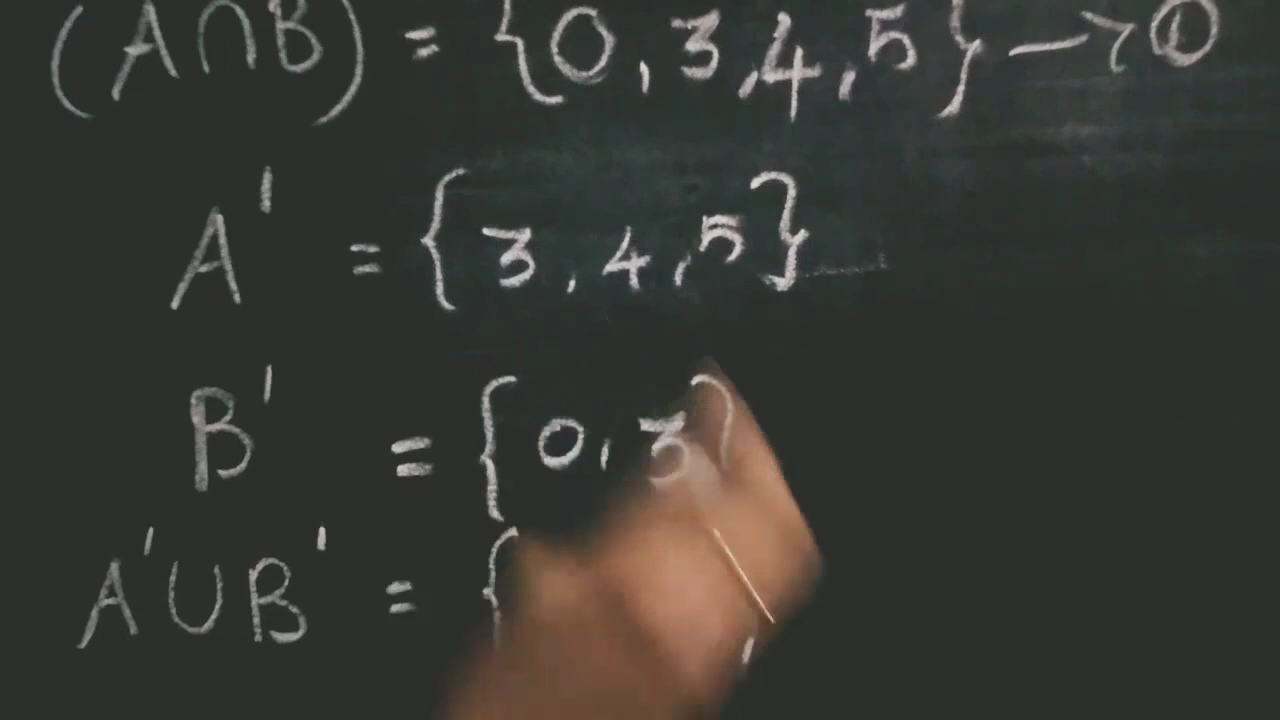 (A∩B) = {0,3,4,5} → ①
A' = {3,4,5}
B' = {0,3}
A'∪B' = {